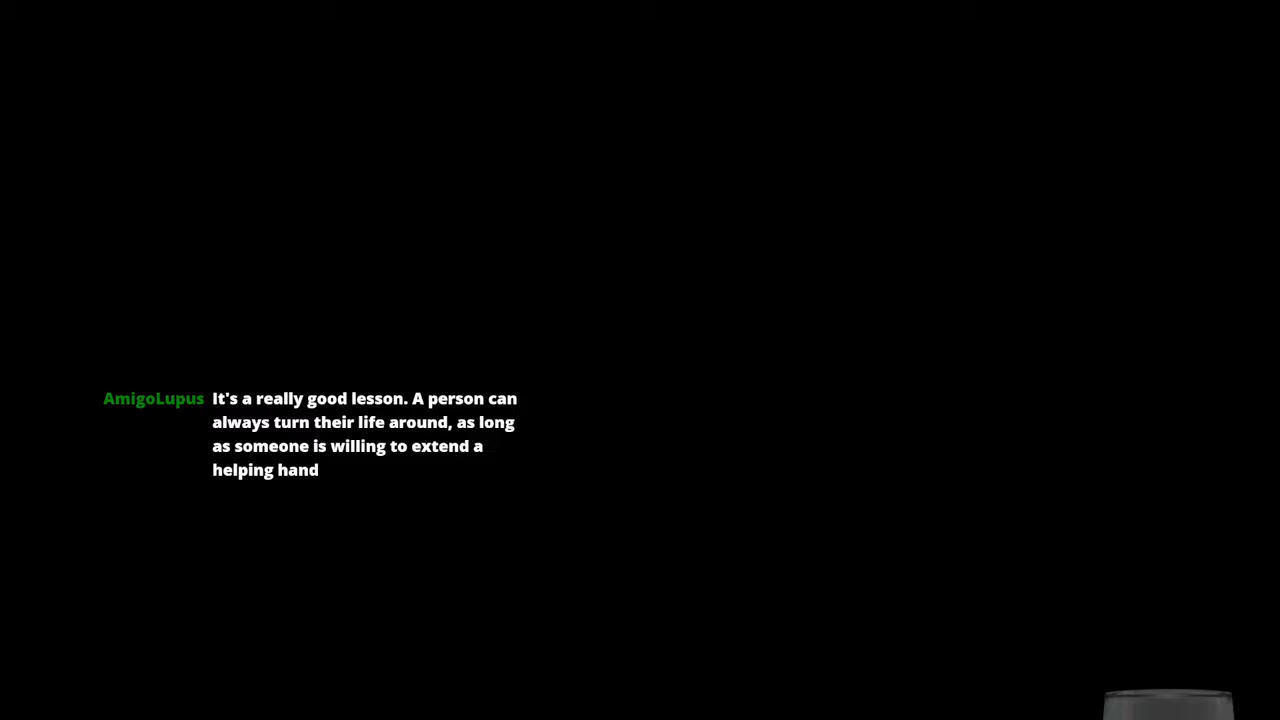 AmigoLupus It's a really good lesson. A person can
always turn their life around, as long
as someone is willing to extend a
helping hand